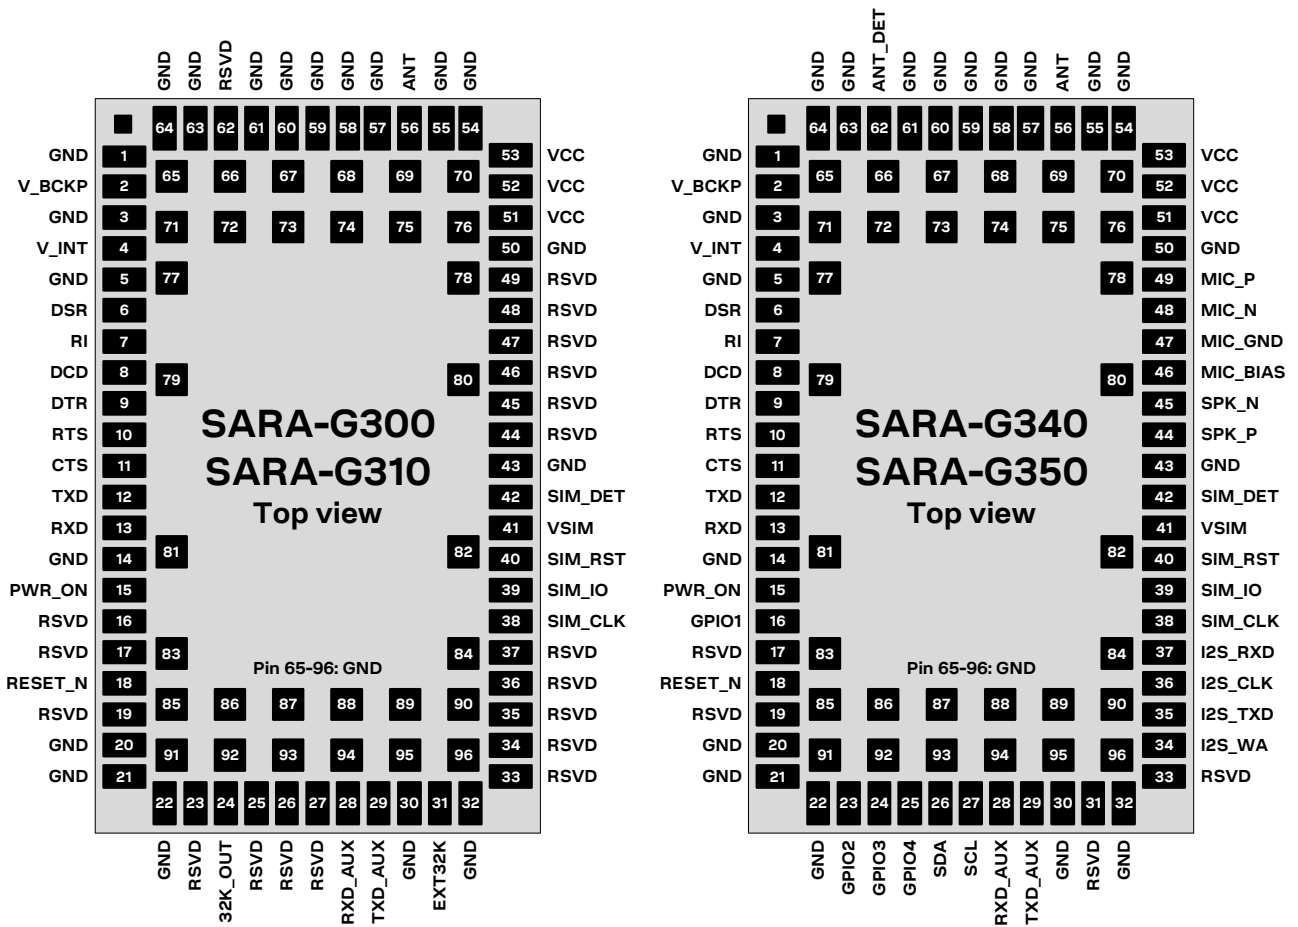 GND GND RSVD GND GND GND GND GND ANT GND GND
64 63 62 61 60 59 58 57 56 55 54
GND 1 53 VCC
65 66 67 68 69 70
V_BCKP 2 52 VCC
GND 3 51 VCC
71 72 73 74 75 76
V_INT 4 50 GND
GND 5 77 78 49 RSVD
DSR 6 48 RSVD
RI 7 47 RSVD
DCD 8 79 80 46 RSVD
DTR 9 45 RSVD
SARA-G300
RTS 10 44 RSVD
CTS 11 43 GND
SARA-G310
TXD 12 42 SIM_DET
Top view
RXD 13 41 VSIM
GND 14 81 82 40 SIM_RST
PWR_ON 15 39 SIM_IO
RSVD 16 38 SIM_CLK
RSVD 17 83 84 37 RSVD
Pin 65-96: GND
RESET_N 18 36 RSVD
85 86 87 88 89 90
RSVD 19 35 RSVD
GND 20 34 RSVD
91 92 93 94 95 96
GND 21 33 RSVD
22 23 24 25 26 27 28 29 30 31 32
GND RSVD 32K_OUT RSVD RSVD RSVD RXD_AUX TXD_AUX GND EXT32K GND
GND GND ANT_DET GND GND GND GND GND ANT GND GND
64 63 62 61 60 59 58 57 56 55 54
GND 1 53 VCC
65 66 67 68 69 70
V_BCKP 2 52 VCC
GND 3 51 VCC
71 72 73 74 75 76
V_INT 4 50 GND
GND 5 77 78 49 MIC_P
DSR 6 48 MIC_N
RI 7 47 MIC_GND
DCD 8 79 80 46 MIC_BIAS
DTR 9 45 SPK_N
SARA-G340
RTS 10 44 SPK_P
CTS 11 43 GND
SARA-G350
TXD 12 42 SIM_DET
Top view
RXD 13 41 VSIM
GND 14 81 82 40 SIM_RST
PWR_ON 15 39 SIM_IO
GPIO1 16 38 SIM_CLK
RSVD 17 83 84 37 I2S_RXD
Pin 65-96: GND
RESET_N 18 36 I2S_CLK
85 86 87 88 89 90
RSVD 19 35 I2S_TXD
GND 20 34 I2S_WA
91 92 93 94 95 96
GND 21 33 RSVD
22 23 24 25 26 27 28 29 30 31 32
GND GPIO2 GPIO3 GPIO4 SDA SCL RXD_AUX TXD_AUX GND RSVD GND